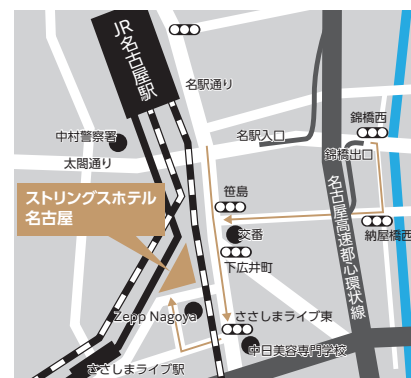 JR名古屋駅
名駅通り
錦橋西
中村警察署
名駅入口
太閤通り
錦橋出口
ストリングスホテル
名古屋
笹島
名古屋高速都心環状線
交番
納屋橋西
下広井町
Zepp Nagoya
ささしまライブ東
中日美容専門学校
ささしまライブ駅